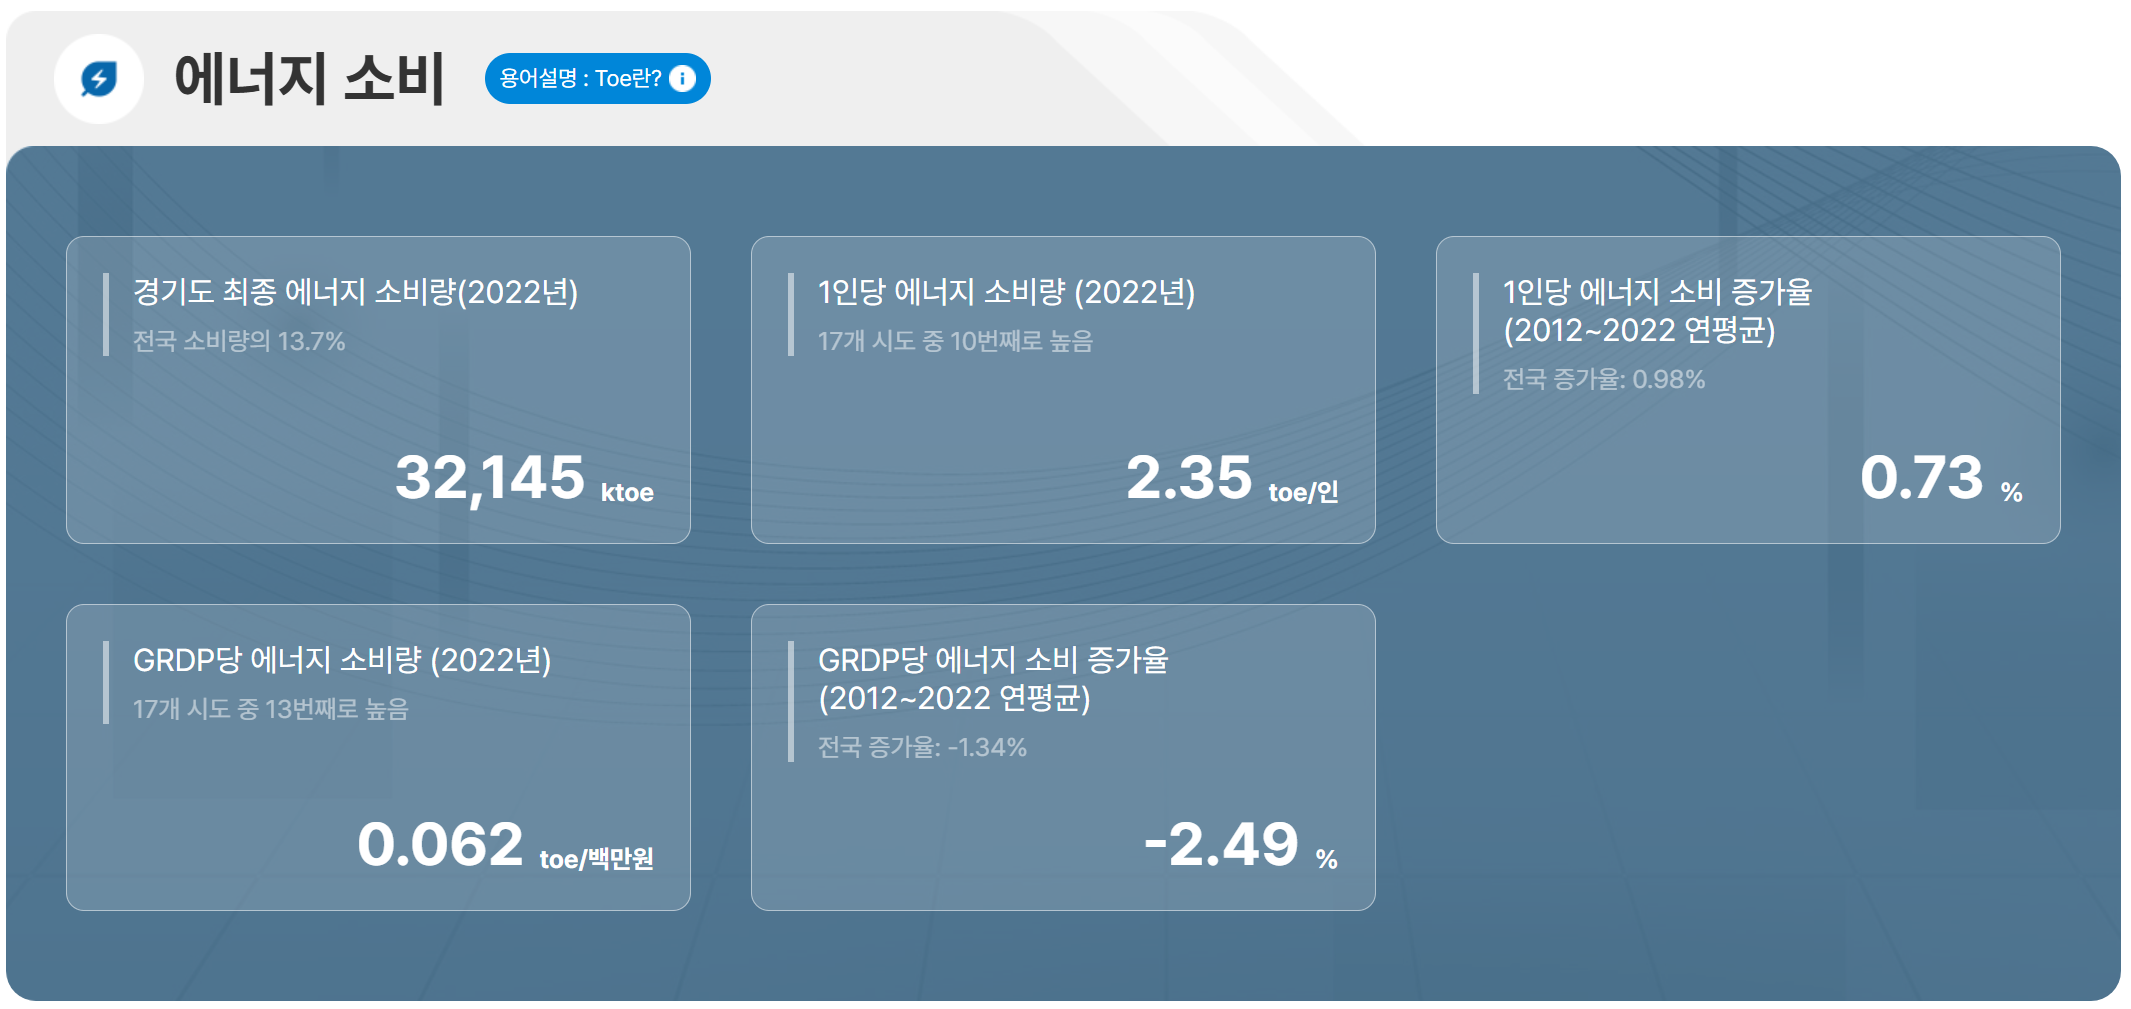 에너지 소비
용어설명 : Toe란?
경기도 최종 에너지 소비량(2022년)
전국 소비량의 13.7%
32,145 ktoe
1인당 에너지 소비량 (2022년)
17개 시도 중 10번째로 높음
2.35 toe/인
1인당 에너지 소비 증가율
(2012~2022 연평균)
전국 증가율: 0.98%
0.73 %
GRDP당 에너지 소비량 (2022년)
17개 시도 중 13번째로 높음
0.062 toe/백만원
GRDP당 에너지 소비 증가율
(2012~2022 연평균)
전국 증가율: -1.34%
-2.49 %